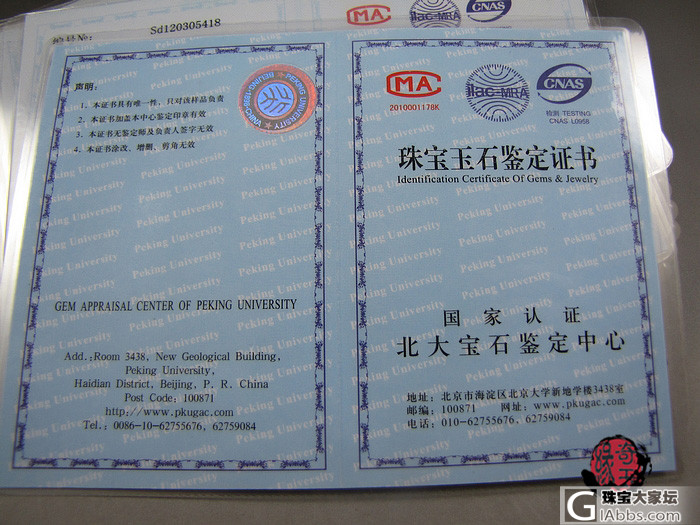 Sd120305418
声明:
1、本证书具有唯一性，只对该样品负责
2、本证书加盖本中心鉴定印章有效
3、本证书无鉴定师及负责人签字无效
4、本证书涂改、增删、剪角无效
GEM APPRAISAL CENTER OF PEKING UNIVERSITY
Add.:Room 3438, New Geological Building,
Peking University,
Haidian District, Beijing, P. R. China
Post Code: 100871
http://www.pkugac.com/
Tel.: 0086-10-62755676, 62759084
MA
2010001178K
ilac-MRA
CNAS
检测 TESTING
CNAS L0958
珠宝玉石鉴定证书
Identification Certificate Of Gems & Jewelry
国家认证
北大宝石鉴定中心
地址: 北京市海淀区北京大学新地学楼3438室
邮编: 100871 网址: www.pkugac.com/
电话: 010-62755676, 62759084
Peking University
珠宝大家坛
GIAbbs.com